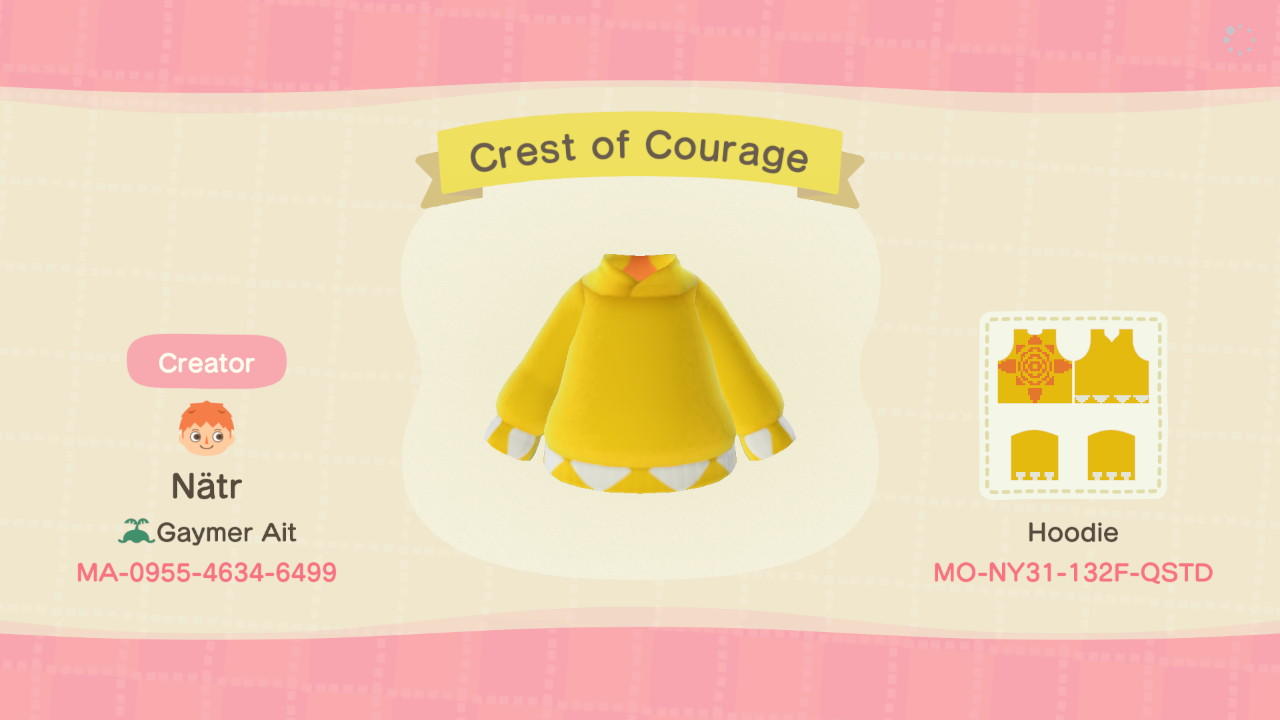 Crest of Courage
Creator
Nätr
Gaymer Ait
MA-0955-4634-6499
Hoodie
MO-NY31-132F-QSTD